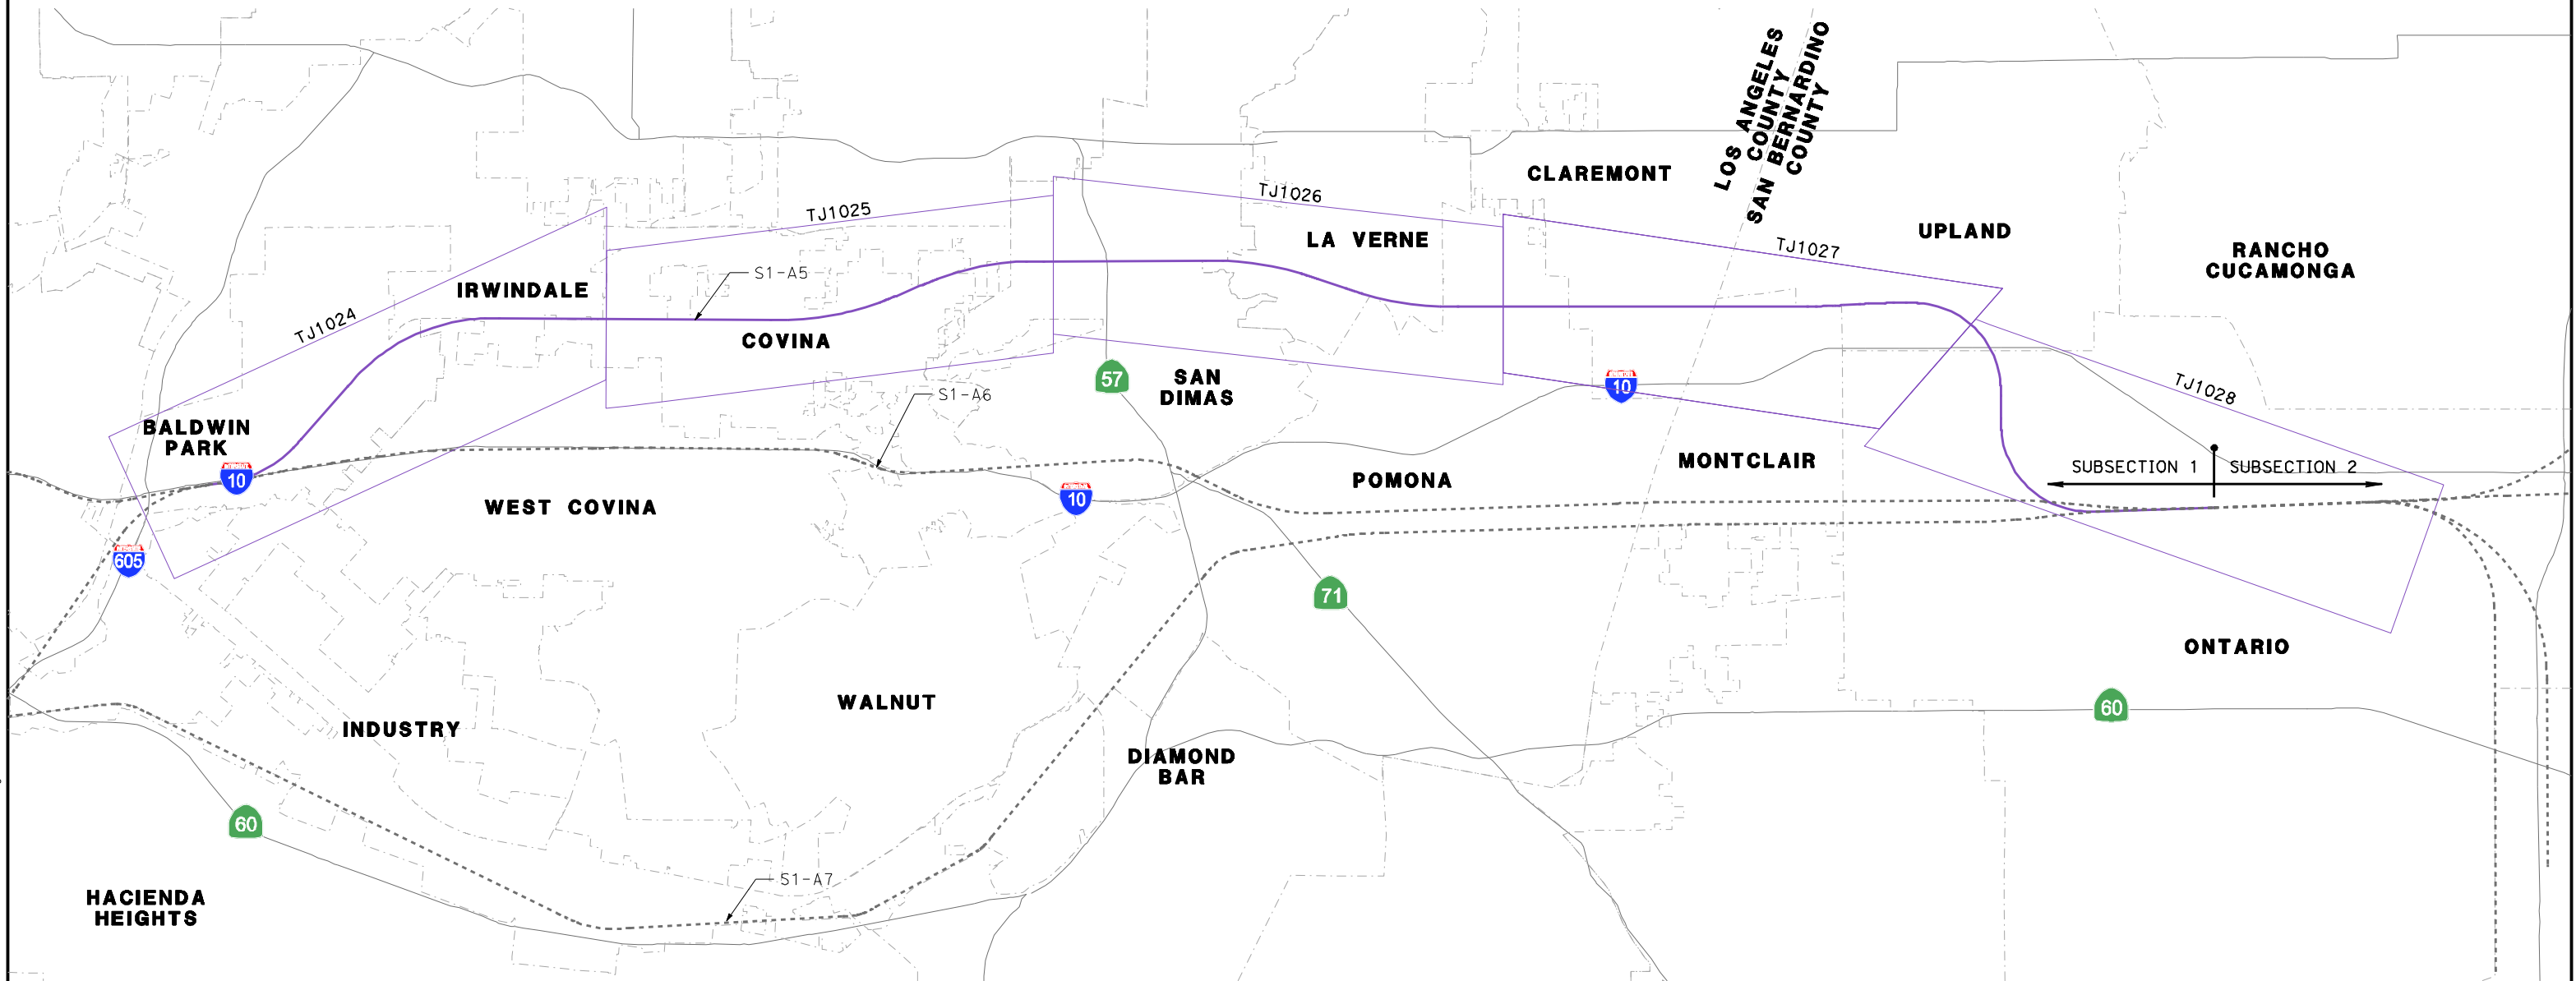 LOS ANGELES
COUNTY
SAN BERNARDINO
COUNTY
CLAREMONT
TJ1026
TJ1025
LA VERNE
UPLAND
TJ1027
RANCHO
CUCAMONGA
S1-A5
IRWINDALE
TJ1024
COVINA
57
SAN
DIMAS
10
S1-A6
TJ1028
BALDWIN
PARK
10
MONTCLAIR
SUBSECTION 1
SUBSECTION 2
POMONA
10
WEST COVINA
605
71
ONTARIO
WALNUT
60
INDUSTRY
DIAMOND
BAR
60
S1-A7
HACIENDA
HEIGHTS